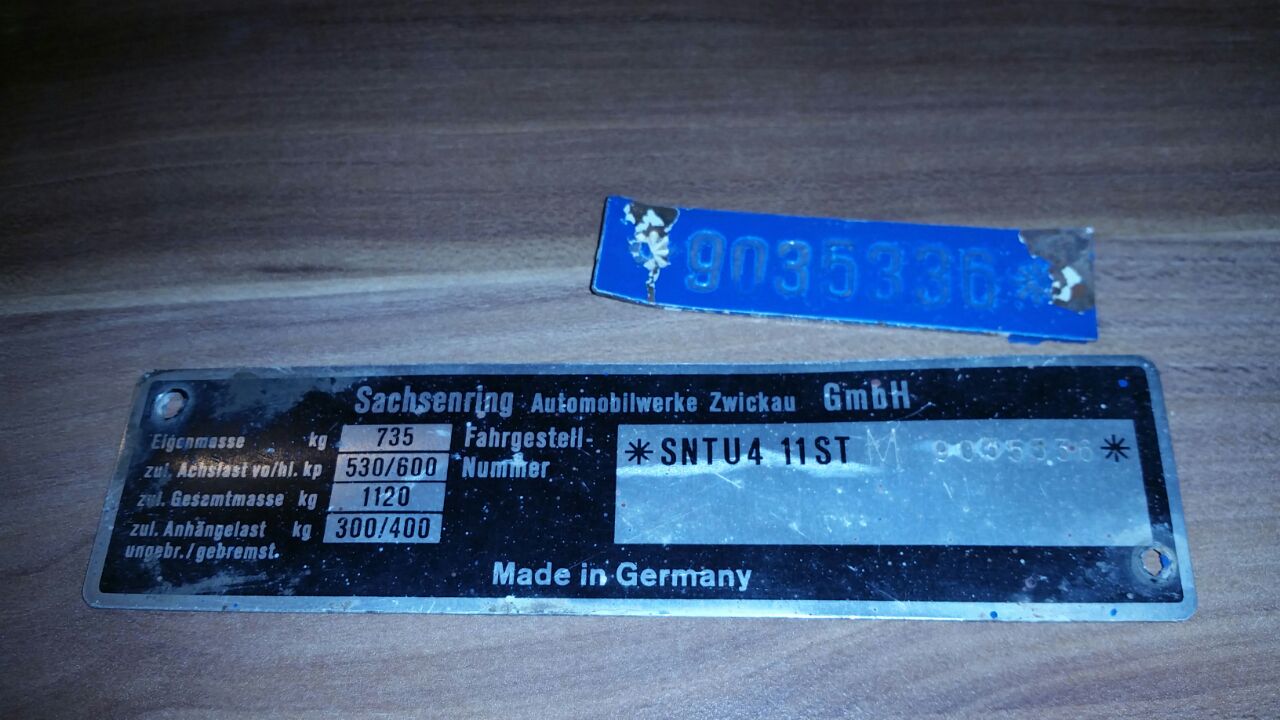 *9035336*
Sachsenring Automobilwerke Zwickau GmbH
Eigenmasse kg 735
zul. Achslast vo/hi. kp 530/600
zul. Gesamtmasse kg 1120
zul. Anhängelast kg 300/400
ungebr./gebremst.
Fahrgestell-
Nummer
*SNTU4 11ST M 9035336*
Made in Germany